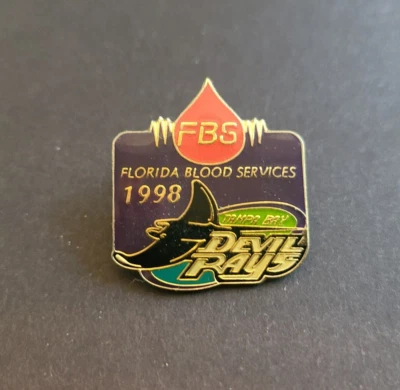 FBS
FLORIDA BLOOD SERVICES
1998
TAMPA BAY
DEVIL
RAYS